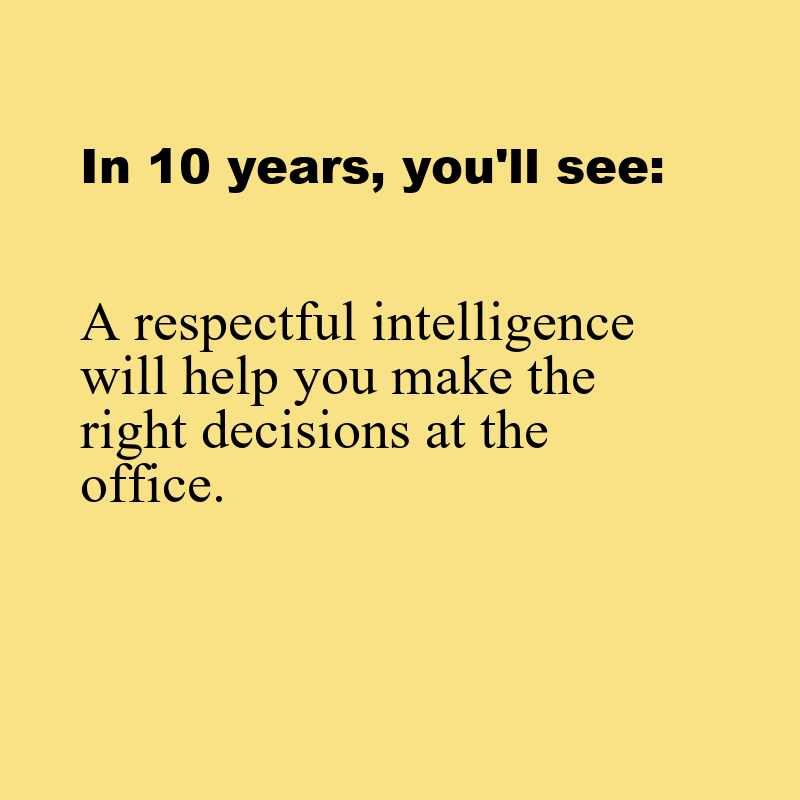 In 10 years, you'll see:
A respectful intelligence
will help you make the
right decisions at the
office.